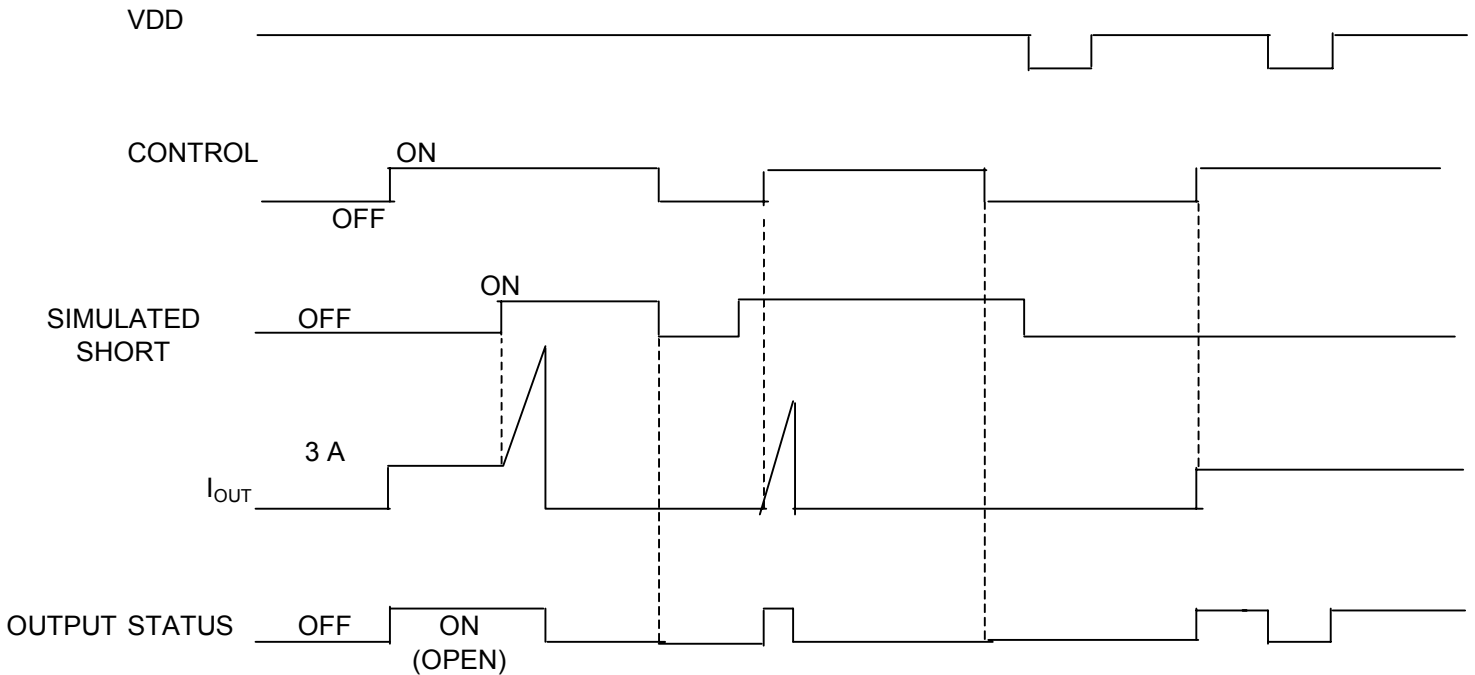 VDD
CONTROL
ON
OFF
ON
SIMULATED
SHORT
OFF
3 A
IOUT
OUTPUT STATUS
OFF
ON
(OPEN)